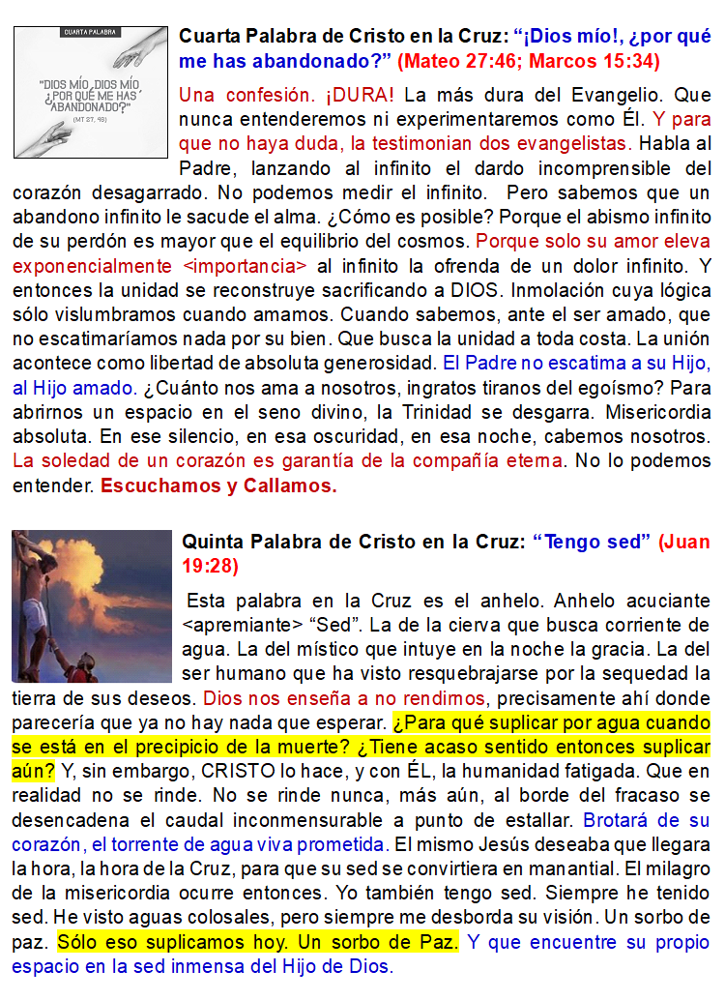 CUARTA PALABRA
"DIOS MÍO, DIOS MÍO,
¿POR QUÉ ME HAS
ABANDONADO?"
(MT 27, 46)
Cuarta Palabra de Cristo en la Cruz: “¡Dios mío!, ¿por qué
me has abandonado?” (Mateo 27:46; Marcos 15:34)
Una confesión. ¡DURA! La más dura del Evangelio. Que
nunca entenderemos ni experimentaremos como Él. Y para
que no haya duda, la testimonian dos evangelistas. Habla al
Padre, lanzando al infinito el dardo incomprensible del
corazón desagarrado. No podemos medir el infinito. Pero sabemos que un
abandono infinito le sacude el alma. ¿Cómo es posible? Porque el abismo infinito
de su perdón es mayor que el equilibrio del cosmos. Porque solo su amor eleva
exponencialmente <importancia> al infinito la ofrenda de un dolor infinito. Y
entonces la unidad se reconstruye sacrificando a DIOS. Inmolación cuya lógica
sólo vislumbramos cuando amamos. Cuando sabemos, ante el ser amado, que
no escatimaríamos nada por su bien. Que busca la unidad a toda costa. La unión
acontece como libertad de absoluta generosidad. El Padre no escatima a su Hijo,
al Hijo amado. ¿Cuánto nos ama a nosotros, ingratos tiranos del egoísmo? Para
abrirnos un espacio en el seno divino, la Trinidad se desgarra. Misericordia
absoluta. En ese silencio, en esa oscuridad, en esa noche, cabemos nosotros.
La soledad de un corazón es garantía de la compañía eterna. No lo podemos
entender. Escuchamos y Callamos.
Quinta Palabra de Cristo en la Cruz: “Tengo sed” (Juan
19:28)
Esta palabra en la Cruz es el anhelo. Anhelo acuciante
<apremiante> “Sed”. La de la cierva que busca corriente de
agua. La del místico que intuye en la noche la gracia. La del
ser humano que ha visto resquebrajarse por la sequedad la
tierra de sus deseos. Dios nos enseña a no rendirnos, precisamente ahí donde
parecería que ya no hay nada que esperar. ¿Para qué suplicar por agua cuando
se está en el precipicio de la muerte? ¿Tiene acaso sentido entonces suplicar
aún? Y, sin embargo, CRISTO lo hace, y con ÉL, la humanidad fatigada. Que en
realidad no se rinde. No se rinde nunca, más aún, al borde del fracaso se
desencadena el caudal inconmensurable a punto de estallar. Brotará de su
corazón, el torrente de agua viva prometida. El mismo Jesús deseaba que llegara
la hora, la hora de la Cruz, para que su sed se convirtiera en manantial. El milagro
de la misericordia ocurre entonces. Yo también tengo sed. Siempre he tenido
sed. He visto aguas colosales, pero siempre me desborda su visión. Un sorbo de
paz. Sólo eso suplicamos hoy. Un sorbo de Paz. Y que encuentre su propio
espacio en la sed inmensa del Hijo de Dios.